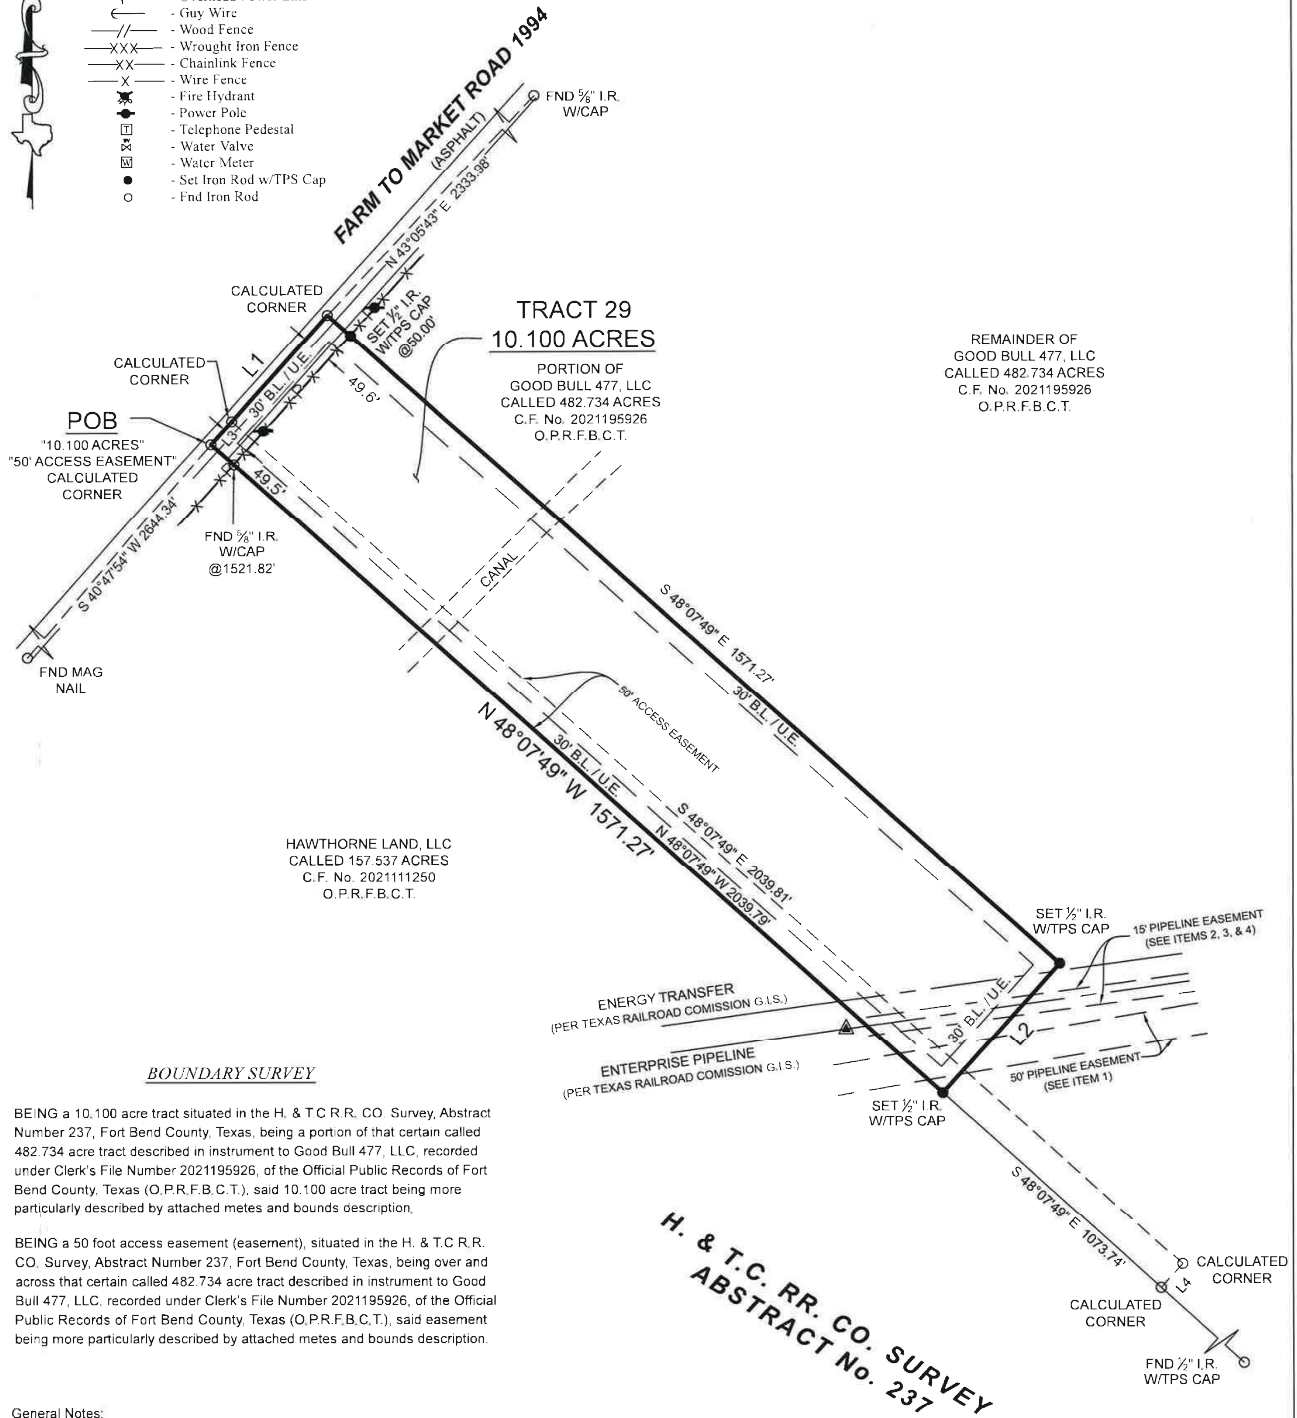 - Guy Wire
- Wood Fence
- Wrought Iron Fence
- Chainlink Fence
- Wire Fence
- Fire Hydrant
- Power Pole
T - Telephone Pedestal
- Water Valve
W - Water Meter
- Set Iron Rod w/TPS Cap
- Fnd Iron Rod
FARM TO MARKET ROAD 1994
(ASPHALT)
FND 5/8" I.R.
W/CAP
N 43°05'43" E 2333.98'
CALCULATED
CORNER
SET 1/2" I.R.
W/TPS CAP
@50.00'
TRACT 29
10.100 ACRES
PORTION OF
GOOD BULL 477, LLC
CALLED 482.734 ACRES
C.F. No. 2021195926
O.P.R.F.B.C.T.
REMAINDER OF
GOOD BULL 477, LLC
CALLED 482.734 ACRES
C.F. No. 2021195926
O.P.R.F.B.C.T.
CALCULATED
CORNER
L1
30' B.L. / U.E.
49.6'
POB
"10.100 ACRES"
"50' ACCESS EASEMENT"
CALCULATED
CORNER
L3
49.5'
S 40°47'54" W 2644.34'
FND 5/8" I.R.
W/CAP
@1521.82'
CANAL
FND MAG
NAIL
S 48°07'49" E 1571.27'
30' B.L. / U.E.
50' ACCESS EASEMENT
N 48°07'49" W 1571.27'
30' B.L. / U.E.
S 48°07'49" E 2039.81'
N 48°07'49" W 2039.79'
HAWTHORNE LAND, LLC
CALLED 157.537 ACRES
C.F. No. 2021111250
O.P.R.F.B.C.T.
SET 1/2" I.R.
W/TPS CAP
15' PIPELINE EASEMENT
(SEE ITEMS 2, 3, & 4)
ENERGY TRANSFER
(PER TEXAS RAILROAD COMISSION G.I.S.)
30' B.L. / U.E.
L2
ENTERPRISE PIPELINE
(PER TEXAS RAILROAD COMISSION G.I.S.)
50' PIPELINE EASEMENT
(SEE ITEM 1)
SET 1/2" I.R.
W/TPS CAP
BOUNDARY SURVEY
BEING a 10.100 acre tract situated in the H. & T.C R.R. CO. Survey, Abstract
Number 237, Fort Bend County, Texas, being a portion of that certain called
482.734 acre tract described in instrument to Good Bull 477, LLC, recorded
under Clerk's File Number 2021195926, of the Official Public Records of Fort
Bend County, Texas (O.P.R.F.B.C.T.), said 10.100 acre tract being more
particularly described by attached metes and bounds description.
BEING a 50 foot access easement (easement), situated in the H. & T.C R.R.
CO. Survey, Abstract Number 237, Fort Bend County, Texas, being over and
across that certain called 482.734 acre tract described in instrument to Good
Bull 477, LLC, recorded under Clerk's File Number 2021195926, of the Official
Public Records of Fort Bend County, Texas (O.P.R.F.B.C.T.), said easement
being more particularly described by attached metes and bounds description.
S 48°07'49" E 1073.74'
CALCULATED
CORNER
L4
CALCULATED
CORNER
FND 1/2" I.R.
W/TPS CAP
H. & T.C. RR. CO. SURVEY
ABSTRACT No. 237
General Notes: